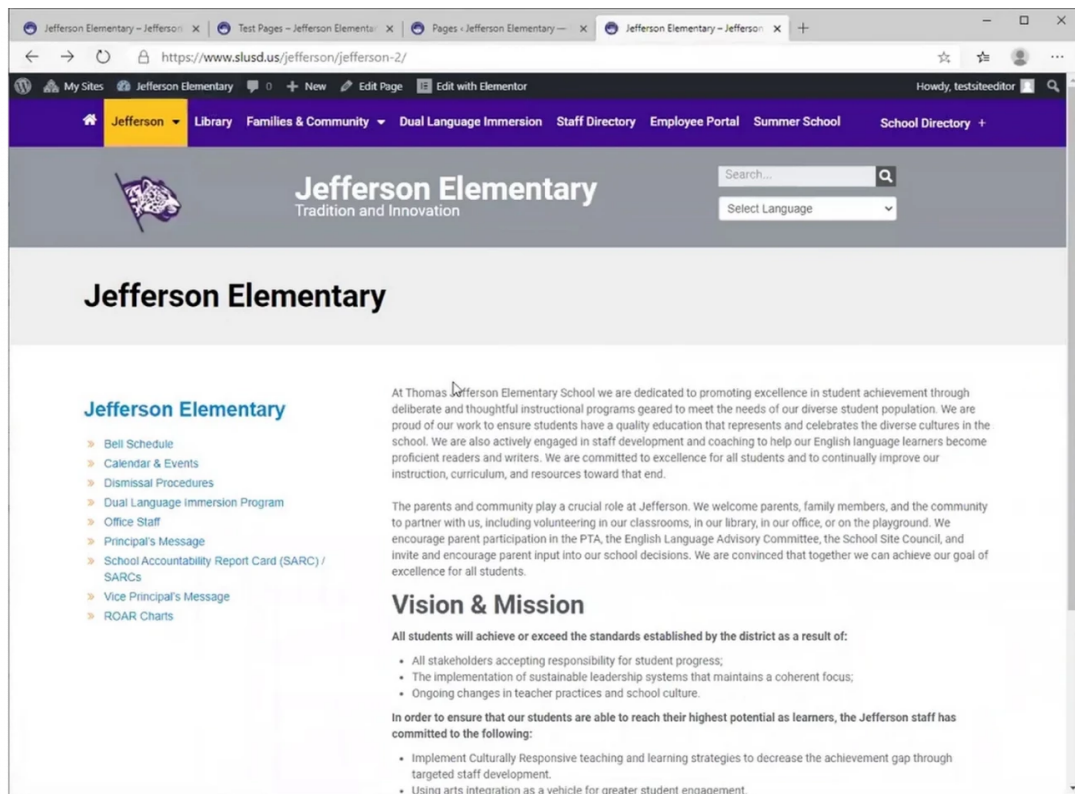 Jefferson Elementary – Jefferson
Test Pages – Jefferson Elementar
Pages ‹ Jefferson Elementary —
Jefferson Elementary – Jefferson
https://www.slusd.us/jefferson/jefferson-2/
My Sites Jefferson Elementary 0 New Edit Page Edit with Elementor Howdy, testsiteeditor
Jefferson Library Families & Community Dual Language Immersion Staff Directory Employee Portal Summer School School Directory +
Jefferson Elementary
Tradition and Innovation
Search...
Select Language
Jefferson Elementary
Jefferson Elementary
Bell Schedule
Calendar & Events
Dismissal Procedures
Dual Language Immersion Program
Office Staff
Principal's Message
School Accountability Report Card (SARC) /
SARCs
Vice Principal's Message
ROAR Charts
At Thomas Jefferson Elementary School we are dedicated to promoting excellence in student achievement through
deliberate and thoughtful instructional programs geared to meet the needs of our diverse student population. We are
proud of our work to ensure students have a quality education that represents and celebrates the diverse cultures in the
school. We are also actively engaged in staff development and coaching to help our English language learners become
proficient readers and writers. We are committed to excellence for all students and to continually improve our
instruction, curriculum, and resources toward that end.
The parents and community play a crucial role at Jefferson. We welcome parents, family members, and the community
to partner with us, including volunteering in our classrooms, in our library, in our office, or on the playground. We
encourage parent participation in the PTA, the English Language Advisory Committee, the School Site Council, and
invite and encourage parent input into our school decisions. We are convinced that together we can achieve our goal of
excellence for all students.
Vision & Mission
All students will achieve or exceed the standards established by the district as a result of:
• All stakeholders accepting responsibility for student progress;
• The implementation of sustainable leadership systems that maintains a coherent focus;
• Ongoing changes in teacher practices and school culture.
In order to ensure that our students are able to reach their highest potential as learners, the Jefferson staff has
committed to the following:
• Implement Culturally Responsive teaching and learning strategies to decrease the achievement gap through
targeted staff development.
• Using arts integration as a vehicle for greater student engagement.